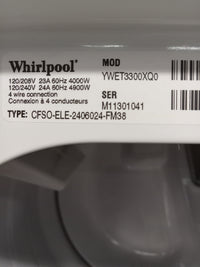 Whirlpool
MOD
YWET3300XQ0
120/208V 23A 60Hz 4000W
120/240V 24A 60Hz 4900W
4 wire connection
Connexion à 4 conducteurs
SER
M11301041
TYPE: CFSO-ELE-2406024-FM38